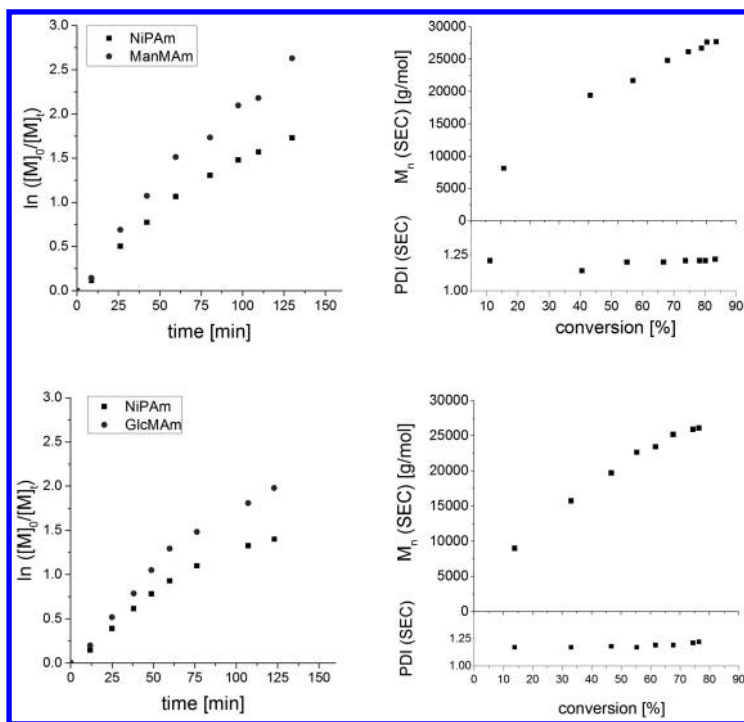 NiPAm
ManMAm
ln ([M]₀/[M]ₜ)
3.0
2.5
2.0
1.5
1.0
0.5
0.0
0 25 50 75 100 125 150
time [min]
Mₙ (SEC) [g/mol]
30000
25000
20000
15000
10000
5000
0
PDI (SEC)
1.25
1.00
10 20 30 40 50 60 70 80 90
conversion [%]
NiPAm
GlcMAm
ln ([M]₀/[M]ₜ)
3.0
2.5
2.0
1.5
1.0
0.5
0.0
0 25 50 75 100 125 150
time [min]
Mₙ (SEC) [g/mol]
30000
25000
20000
15000
10000
5000
0
PDI (SEC)
1.25
1.00
0 10 20 30 40 50 60 70 80 90
conversion [%]